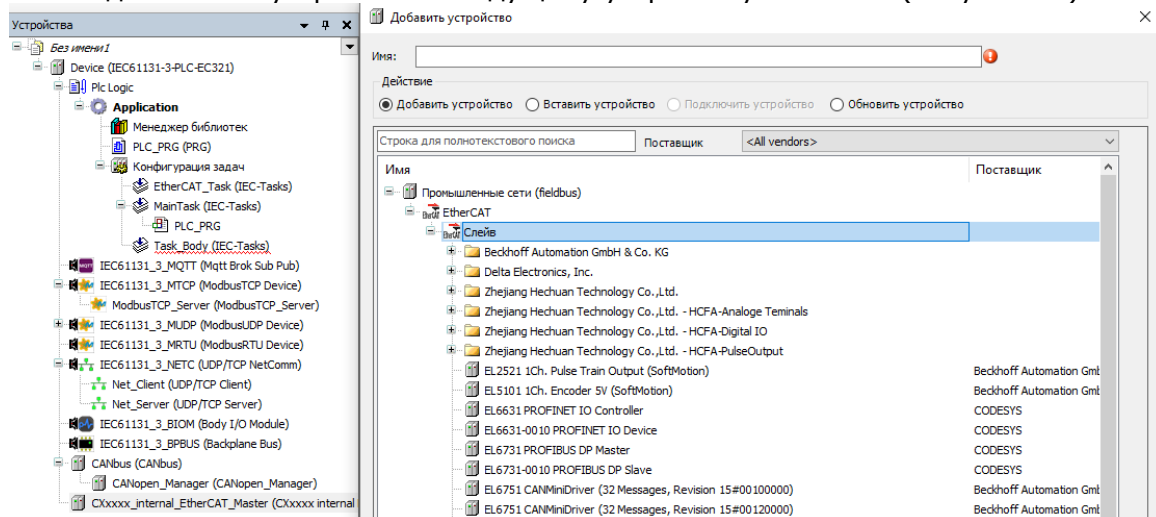 Устройства
Без имени1
Device (IEC61131-3-PLC-EC321)
Plc Logic
Application
Менеджер библиотек
PLC_PRG (PRG)
Конфигурация задач
EtherCAT_Task (IEC-Tasks)
MainTask (IEC-Tasks)
PLC_PRG
Task_Body (IEC-Tasks)
IEC61131_3_MQTT (Mqtt Brok Sub Pub)
IEC61131_3_MTCP (ModbusTCP Device)
ModbusTCP_Server (ModbusTCP_Server)
IEC61131_3_MUDP (ModbusUDP Device)
IEC61131_3_MRTU (ModbusRTU Device)
IEC61131_3_NETC (UDP/TCP NetComm)
Net_Client (UDP/TCP Client)
Net_Server (UDP/TCP Server)
IEC61131_3_BIOM (Body I/O Module)
IEC61131_3_BPBUS (Backplane Bus)
CANbus (CANbus)
CANopen_Manager (CANopen_Manager)
CXxxxx_internal_EtherCAT_Master (CXxxxx internal
Добавить устройство
Имя:
Действие
Добавить устройство Вставить устройство Подключить устройство Обновить устройство
Строка для полнотекстового поиска Поставщик <All vendors>
Имя Поставщик
Промышленные сети (fieldbus)
EtherCAT
Слейв
Beckhoff Automation GmbH & Co. KG
Delta Electronics, Inc.
Zhejiang Hechuan Technology Co.,Ltd.
Zhejiang Hechuan Technology Co.,Ltd. - HCFA-Analoge Teminals
Zhejiang Hechuan Technology Co.,Ltd. - HCFA-Digital IO
Zhejiang Hechuan Technology Co.,Ltd. - HCFA-PulseOutput
EL2521 1Ch. Pulse Train Output (SoftMotion) Beckhoff Automation Gmb
EL5101 1Ch. Encoder 5V (SoftMotion) Beckhoff Automation Gmb
EL6631 PROFINET IO Controller CODESYS
EL6631-0010 PROFINET IO Device CODESYS
EL6731 PROFIBUS DP Master CODESYS
EL6731-0010 PROFIBUS DP Slave CODESYS
EL6751 CANMiniDriver (32 Messages, Revision 15#00100000) Beckhoff Automation Gmb
EL6751 CANMiniDriver (32 Messages, Revision 15#00120000) Beckhoff Automation Gmb